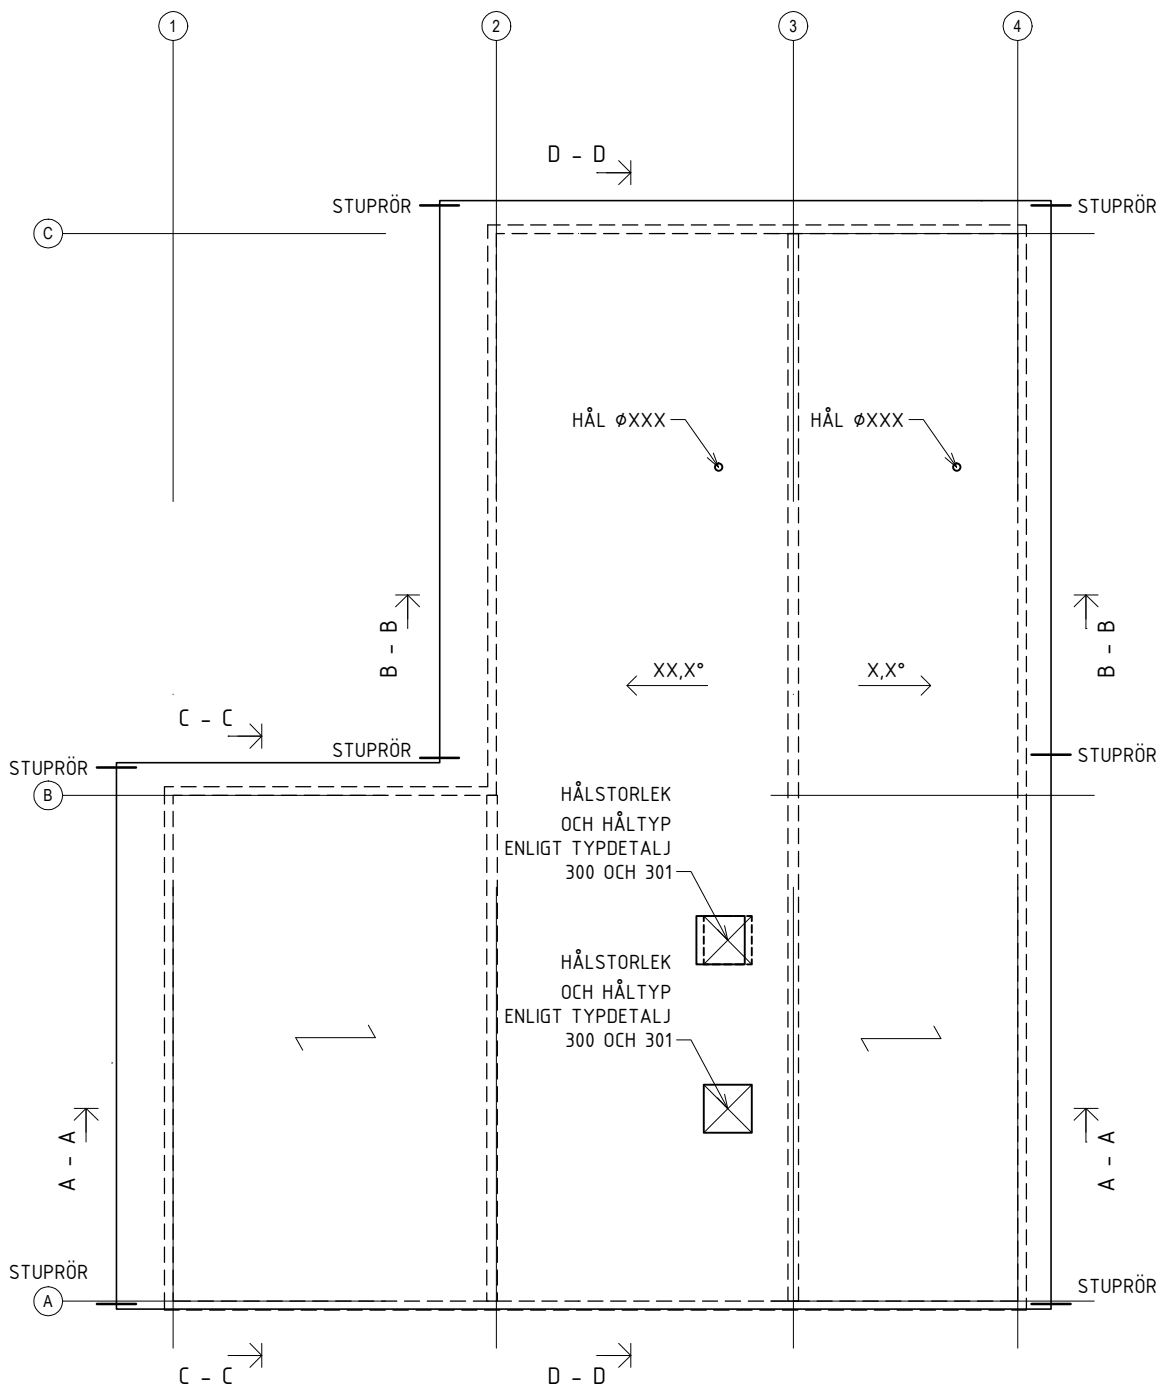 1
2
3
4
D - D
STUPRÖR
STUPRÖR
C
HÅL ØXXX
HÅL ØXXX
B - B
B - B
XX,X°
X,X°
C - C
STUPRÖR
STUPRÖR
STUPRÖR
B
HÅLSTORLEK
OCH HÅLTYP
ENLIGT TYPDETALJ
300 OCH 301
HÅLSTORLEK
OCH HÅLTYP
ENLIGT TYPDETALJ
300 OCH 301
A - A
A - A
STUPRÖR
STUPRÖR
A
C - C
D - D